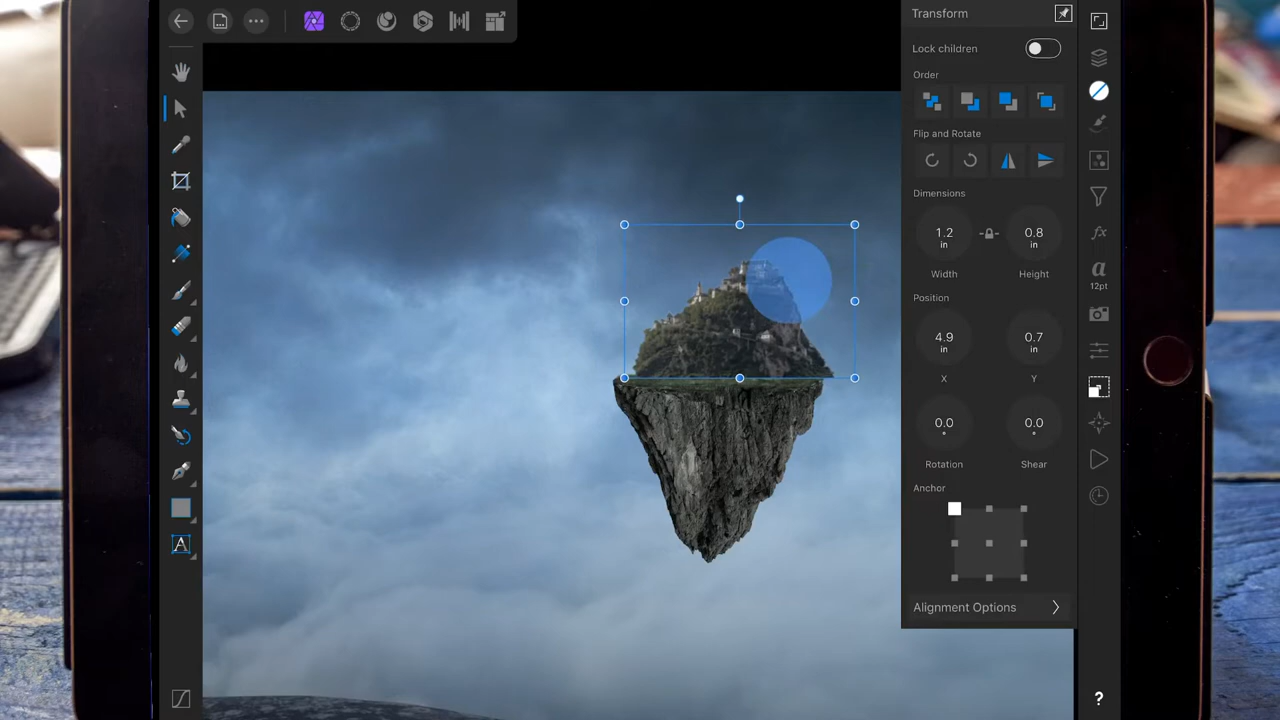 Transform
Lock children
Order
Flip and Rotate
Dimensions
1.2 in
0.8 in
Width
Height
Position
4.9 in
0.7 in
X
Y
0.0 °
0.0 °
Rotation
Shear
Anchor
Alignment Options
A
fx
a
12pt
?